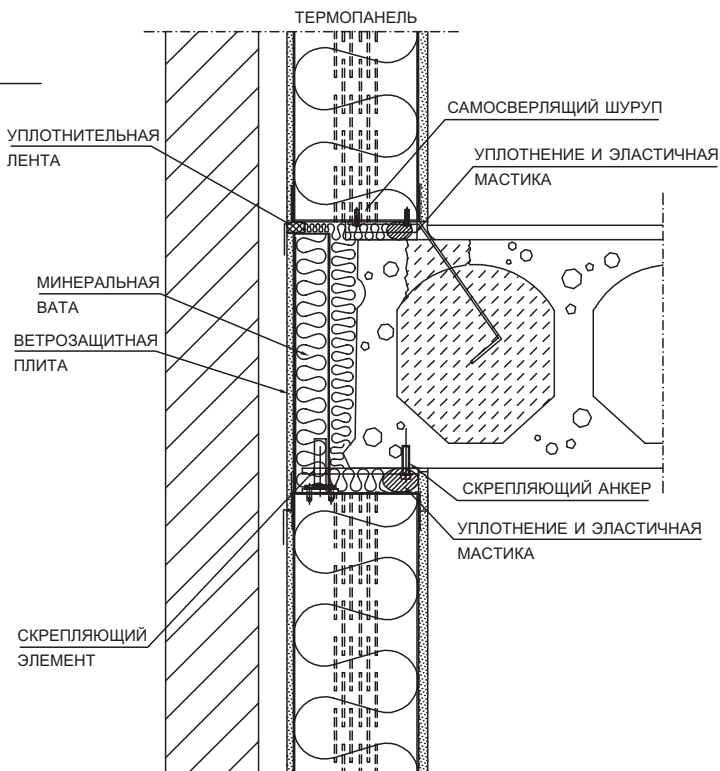 ТЕРМОПАНЕЛЬ
САМОСВЕРЛЯЩИЙ ШУРУП
УПЛОТНИТЕЛЬНАЯ
ЛЕНТА
УПЛОТНЕНИЕ И ЭЛАСТИЧНАЯ
МАСТИКА
МИНЕРАЛЬНАЯ
ВАТА
ВЕТРОЗАЩИТНАЯ
ПЛИТА
СКРЕПЛЯЮЩИЙ АНКЕР
УПЛОТНЕНИЕ И ЭЛАСТИЧНАЯ
МАСТИКА
СКРЕПЛЯЮЩИЙ
ЭЛЕМЕНТ